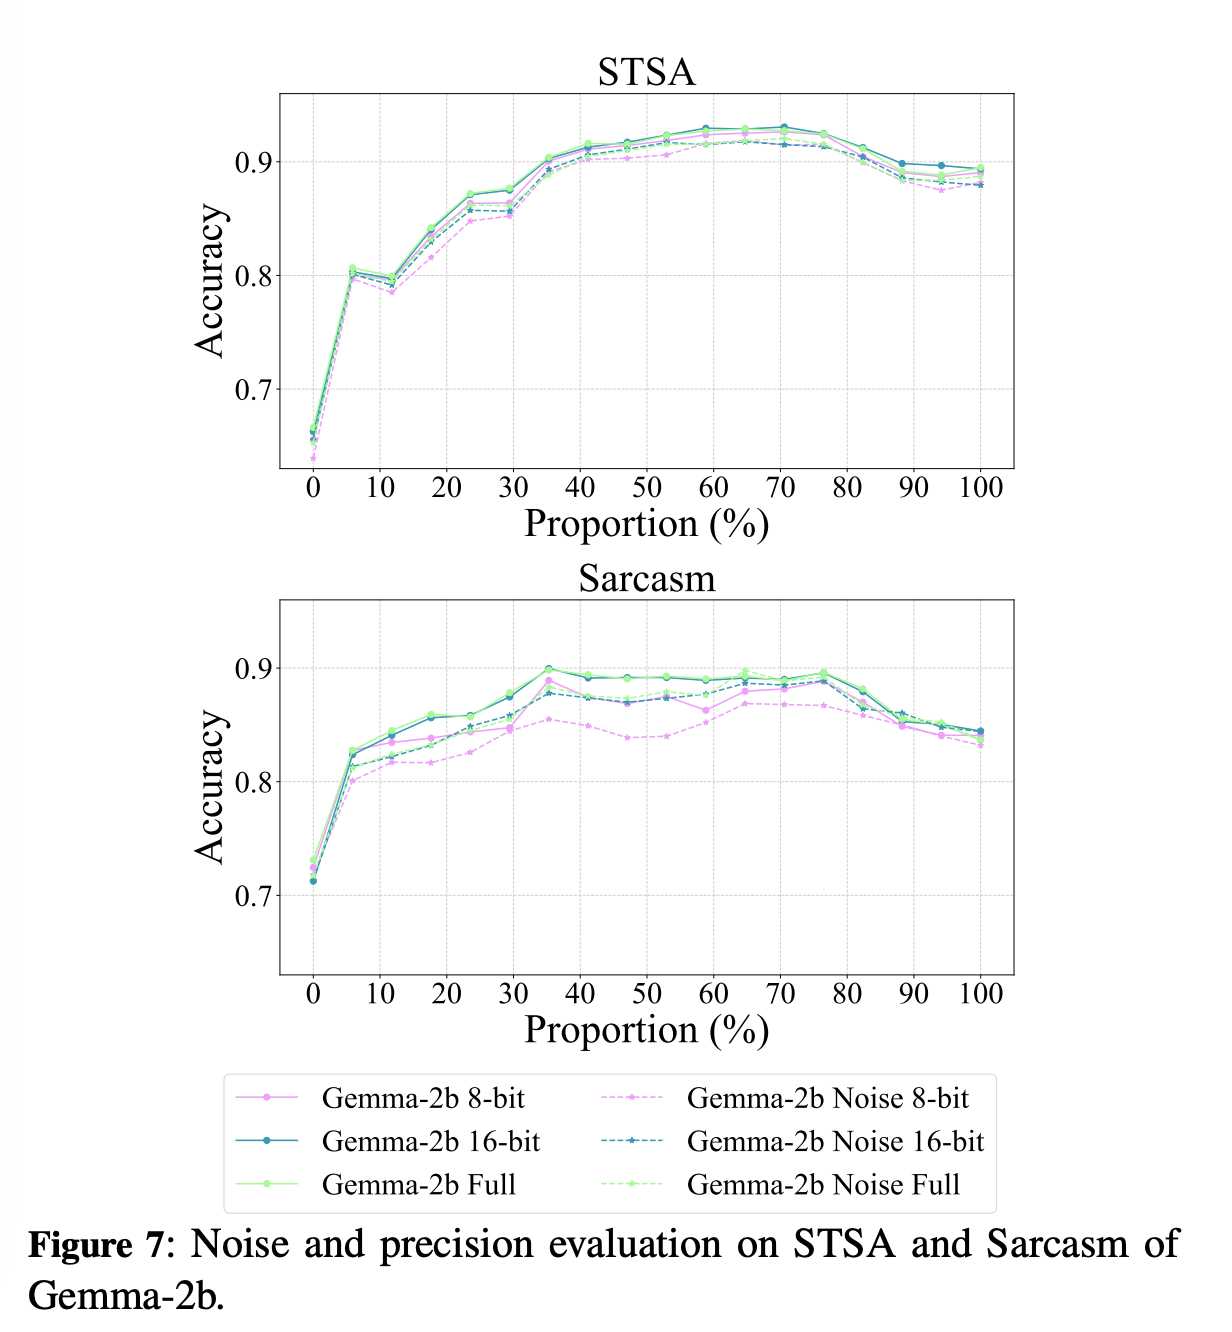 STSA
0.9
0.8
0.7
Accuracy
0 10 20 30 40 50 60 70 80 90 100
Proportion (%)
Sarcasm
0.9
0.8
0.7
Accuracy
0 10 20 30 40 50 60 70 80 90 100
Proportion (%)
Gemma-2b 8-bit Gemma-2b Noise 8-bit
Gemma-2b 16-bit Gemma-2b Noise 16-bit
Gemma-2b Full Gemma-2b Noise Full
Figure 7: Noise and precision evaluation on STSA and Sarcasm of
Gemma-2b.